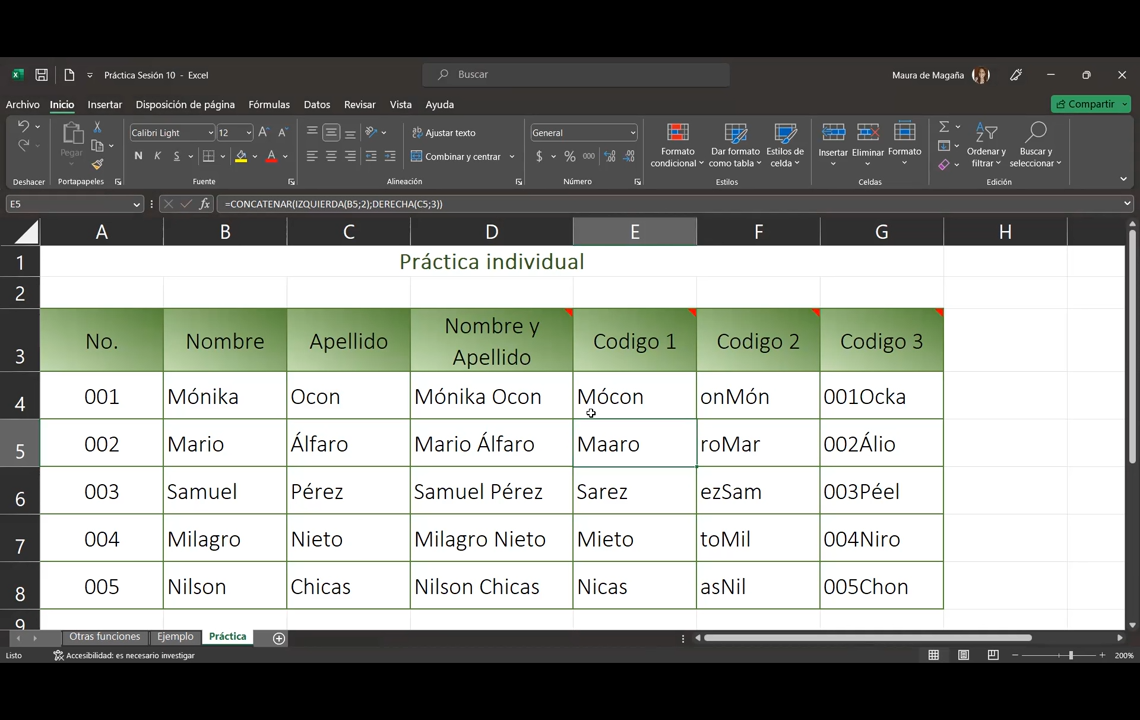 Práctica Sesión 10 - Excel
Buscar
Maura de Magaña
Archivo Inicio Insertar Disposición de página Fórmulas Datos Revisar Vista Ayuda
Compartir
Calibri Light 12
Ajustar texto
General
Pegar
N K S
Combinar y centrar
$ % 000
Formato condicional
Dar formato como tabla
Estilos de celda
Insertar Eliminar Formato
Ordenar y filtrar
Buscar y seleccionar
Deshacer Portapapeles Fuente Alineación Número Estilos Celdas Edición
E5 =CONCATENAR(IZQUIERDA(B5;2);DERECHA(C5;3))
A B C D E F G H
1 Práctica individual
2
3 No. Nombre Apellido Nombre y Apellido Codigo 1 Codigo 2 Codigo 3
4 001 Mónika Ocon Mónika Ocon Mócon onMón 001Ocka
5 002 Mario Álfaro Mario Álfaro Maaro roMar 002Álio
6 003 Samuel Pérez Samuel Pérez Sarez ezSam 003Péel
7 004 Milagro Nieto Milagro Nieto Mieto toMil 004Niro
8 005 Nilson Chicas Nilson Chicas Nicas asNil 005Chon
9
Otras funciones Ejemplo Práctica
Listo Accesibilidad: es necesario investigar 200%